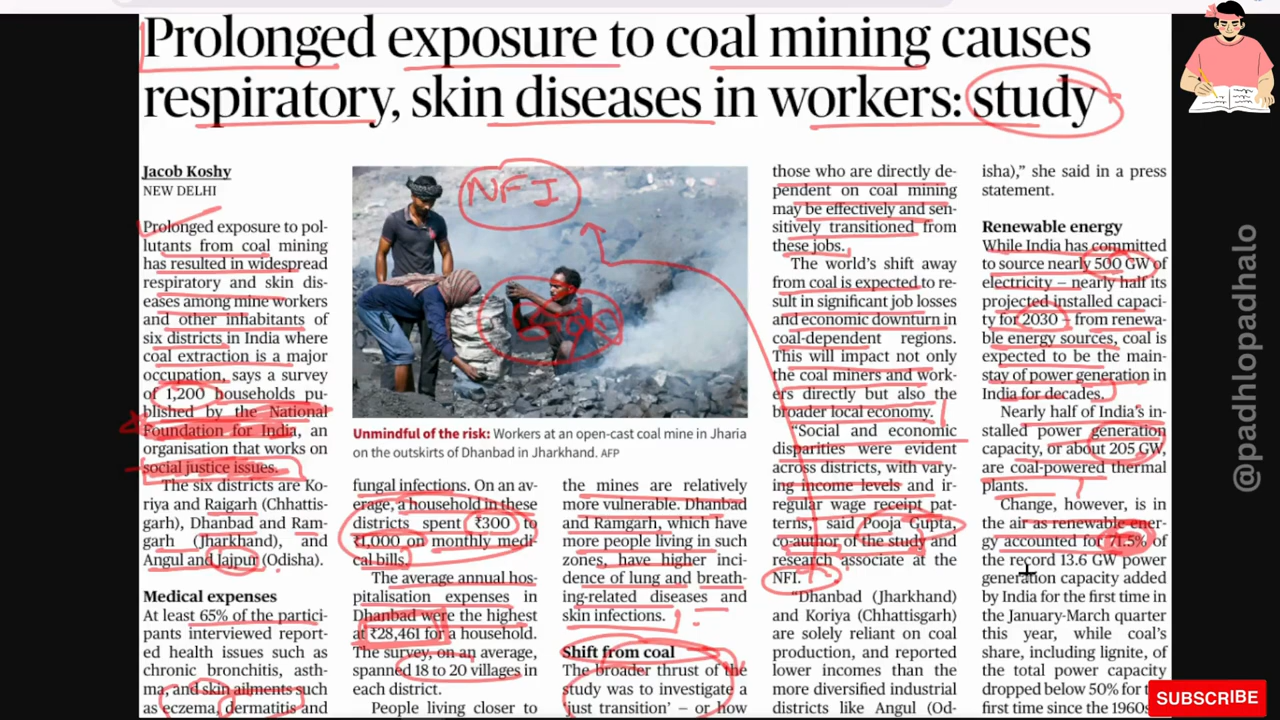 Prolonged exposure to coal mining causes
respiratory, skin diseases in workers: study
Jacob Koshy
NEW DELHI
Prolonged exposure to pol-
lutants from coal mining
has resulted in widespread
respiratory and skin dis-
eases among mine workers
and other inhabitants of
six districts in India where
coal extraction is a major
occupation, says a survey
of 1,200 households pu-
blished by the National
Foundation for India, an
organisation that works on
social justice issues.
The six districts are Ko-
riya and Raigarh (Chhattis-
garh), Dhanbad and Ram-
garh (Jharkhand), and
Angul and Jajpur (Odisha).
Medical expenses
At least 65% of the partici-
pants interviewed report-
ed health issues such as
chronic bronchitis, asth-
ma, and skin ailments such
as eczema, dermatitis and
NFI
Unmindful of the risk: Workers at an open-cast coal mine in Jharia
on the outskirts of Dhanbad in Jharkhand. AFP
fungal infections. On an av-
erage, a household in these
districts spent ₹300 to
₹1,000 on monthly medi-
cal bills.
The average annual hos-
pitalisation expenses in
Dhanbad were the highest
at ₹28,461 for a household.
The survey, on an average,
spanned 18 to 20 villages in
each district.
People living closer to
the mines are relatively
more vulnerable. Dhanbad
and Ramgarh, which have
more people living in such
zones, have higher inci-
dence of lung and breath-
ing-related diseases and
skin infections.
Shift from coal
The broader thrust of the
study was to investigate a
‘just transition’ – or how
those who are directly de-
pendent on coal mining
may be effectively and sen-
sitively transitioned from
these jobs.
The world’s shift away
from coal is expected to re-
sult in significant job losses
and economic downturn in
coal-dependent regions.
This will impact not only
the coal miners and work-
ers directly but also the
broader local economy.
“Social and economic
disparities were evident
across districts, with vary-
ing income levels and ir-
regular wage receipt pat-
terns,” said Pooja Gupta,
co-author of the study and
research associate at the
NFI.
“Dhanbad (Jharkhand)
and Koriya (Chhattisgarh)
are solely reliant on coal
production, and reported
lower incomes than the
more diversified industrial
districts like Angul (Od-
isha),” she said in a press
statement.
Renewable energy
While India has committed
to source nearly 500 GW of
electricity – nearly half its
projected installed capaci-
ty for 2030 – from renewa-
ble energy sources, coal is
expected to be the main-
stay of power generation in
India for decades.
Nearly half of India’s in-
stalled power generation
capacity, or about 205 GW,
are coal-powered thermal
plants.
Change, however, is in
the air as renewable ener-
gy accounted for 71.5% of
the record 13.6 GW power
generation capacity added
by India for the first time in
the January-March quarter
this year, while coal’s
share, including lignite, of
the total power capacity
dropped below 50% for
first time since the 1960s
@padhlopadhalo
SUBSCRIBE